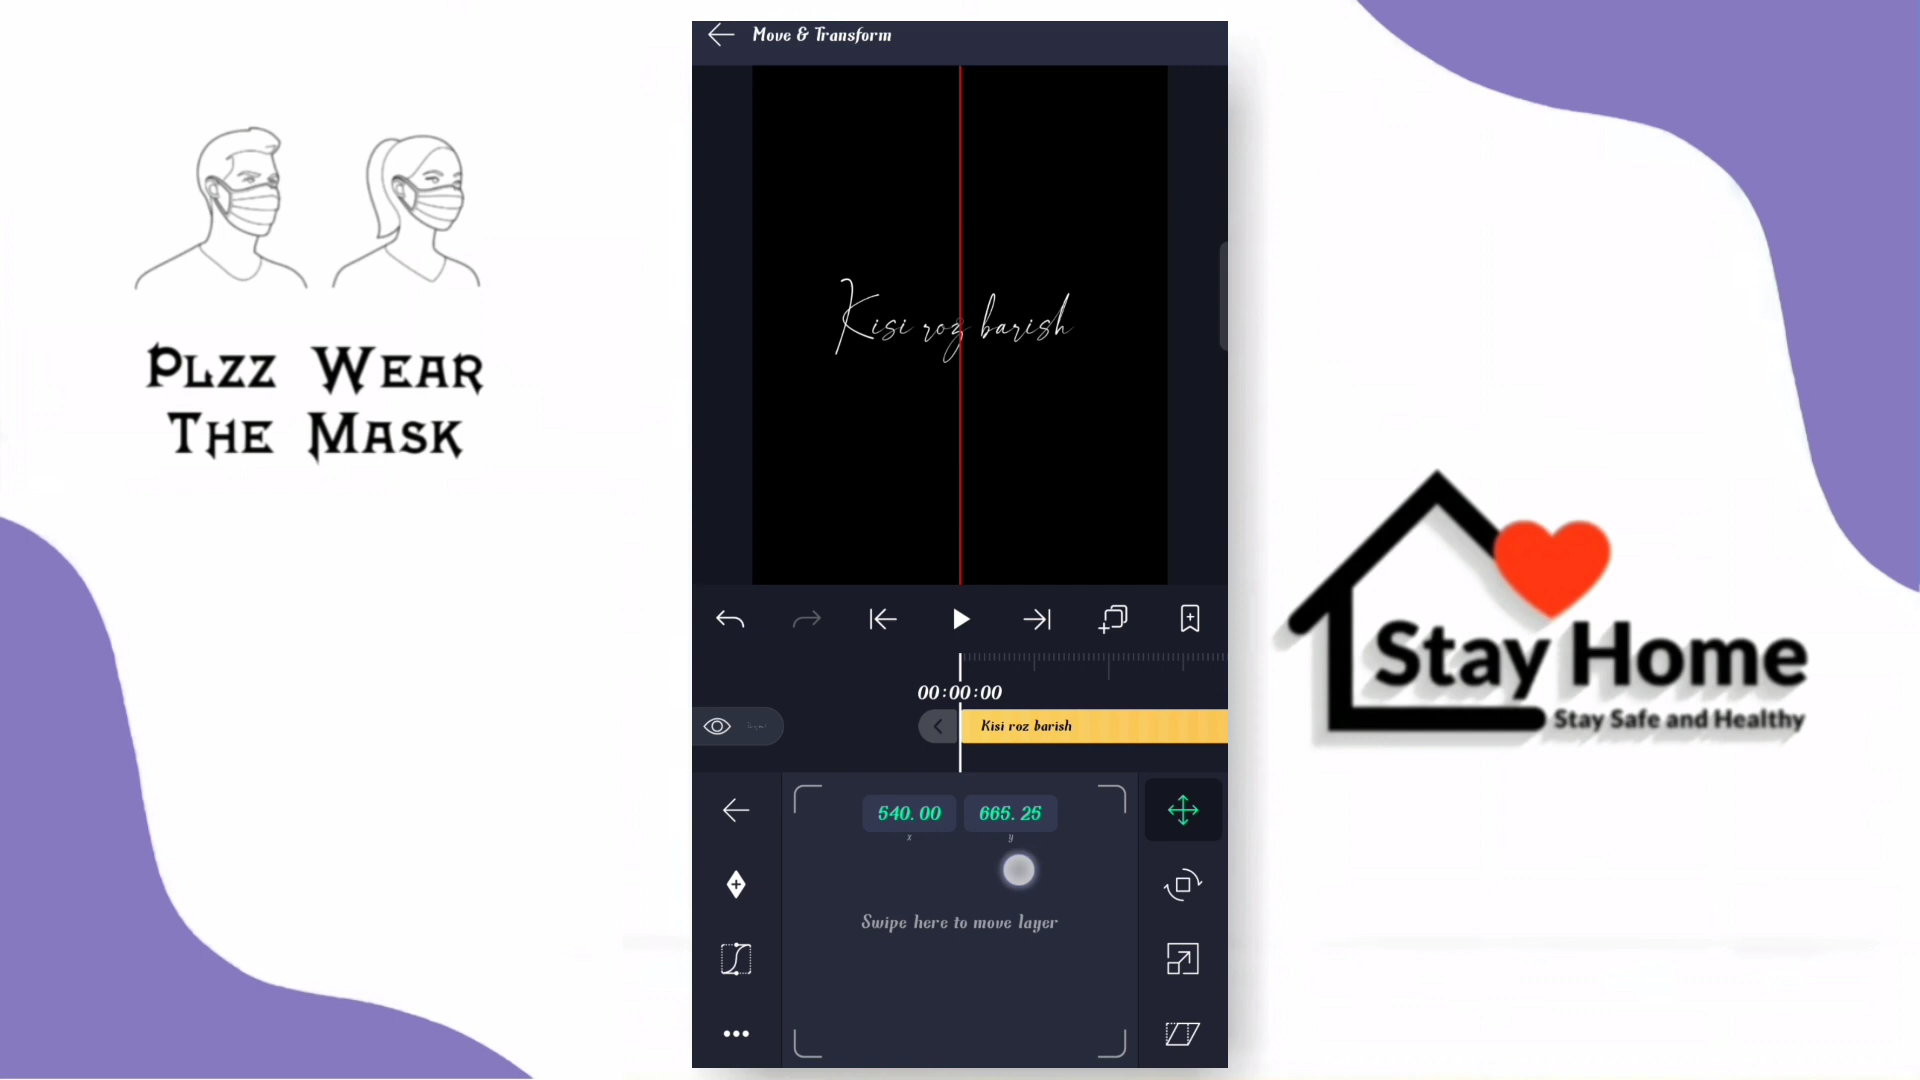 Move & Transform
Kisi roz barish
Plzz Wear
The Mask
00:00:00
Kisi roz barish
540.00 665.25
x y
Swipe here to move layer
Stay Home
Stay Safe and Healthy